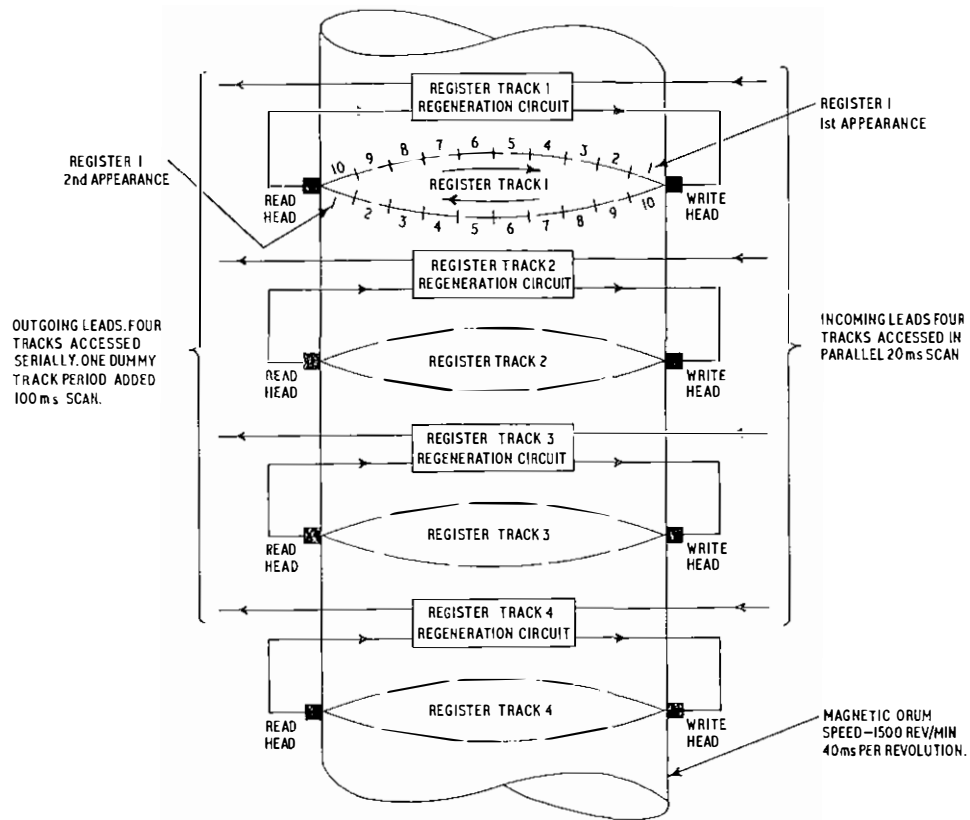 REGISTER TRACK 1
REGENERATION CIRCUIT
REGISTER 1
1st APPEARANCE
10 9 8 7 6 5 4 3 2 1
REGISTER 1
2nd APPEARANCE
REGISTER TRACK 1
READ
HEAD
WRITE
HEAD
1 2 3 4 5 6 7 8 9 10
REGISTER TRACK 2
REGENERATION CIRCUIT
OUTGOING LEADS. FOUR
TRACKS ACCESSED
SERIALLY. ONE DUMMY
TRACK PERIOD ADDED
100 ms SCAN.
INCOMING LEADS FOUR
TRACKS ACCESSED IN
PARALLEL 20 ms SCAN
REGISTER TRACK 2
READ
HEAD
WRITE
HEAD
REGISTER TRACK 3
REGENERATION CIRCUIT
REGISTER TRACK 3
READ
HEAD
WRITE
HEAD
REGISTER TRACK 4
REGENERATION CIRCUIT
REGISTER TRACK 4
READ
HEAD
WRITE
HEAD
MAGNETIC DRUM
SPEED—1500 REV/MIN
40 ms PER REVOLUTION.